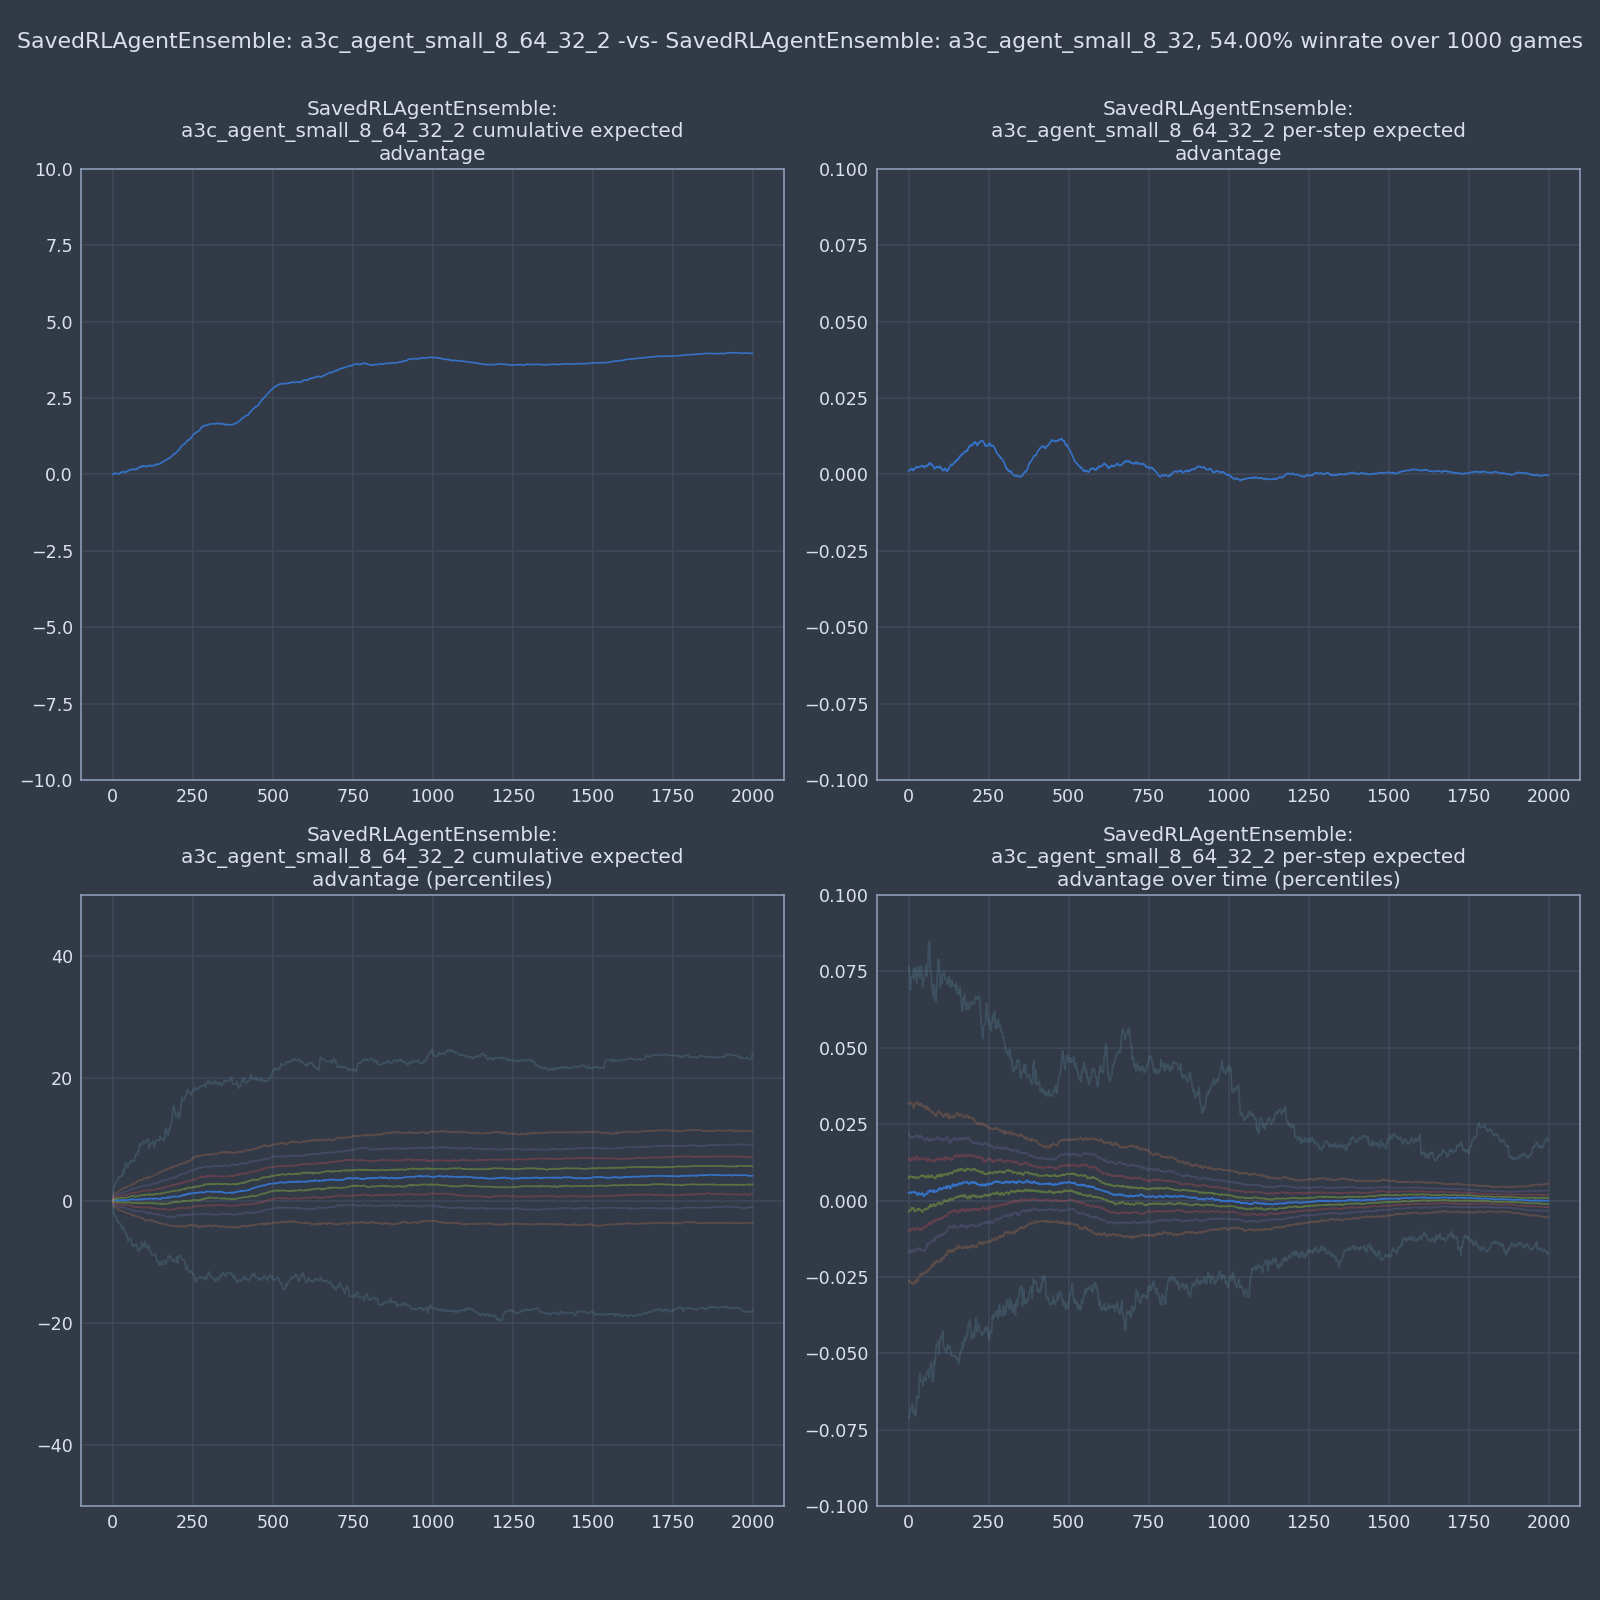 SavedRLAgentEnsemble: a3c_agent_small_8_64_32_2 -vs- SavedRLAgentEnsemble: a3c_agent_small_8_32, 54.00% winrate over 1000 games
SavedRLAgentEnsemble:
a3c_agent_small_8_64_32_2 cumulative expected
advantage
10.0
7.5
5.0
2.5
0.0
−2.5
−5.0
−7.5
−10.0
0 250 500 750 1000 1250 1500 1750 2000
SavedRLAgentEnsemble:
a3c_agent_small_8_64_32_2 per-step expected
advantage
0.100
0.075
0.050
0.025
0.000
−0.025
−0.050
−0.075
−0.100
0 250 500 750 1000 1250 1500 1750 2000
SavedRLAgentEnsemble:
a3c_agent_small_8_64_32_2 cumulative expected
advantage (percentiles)
40
20
0
−20
−40
0 250 500 750 1000 1250 1500 1750 2000
SavedRLAgentEnsemble:
a3c_agent_small_8_64_32_2 per-step expected
advantage over time (percentiles)
0.100
0.075
0.050
0.025
0.000
−0.025
−0.050
−0.075
−0.100
0 250 500 750 1000 1250 1500 1750 2000